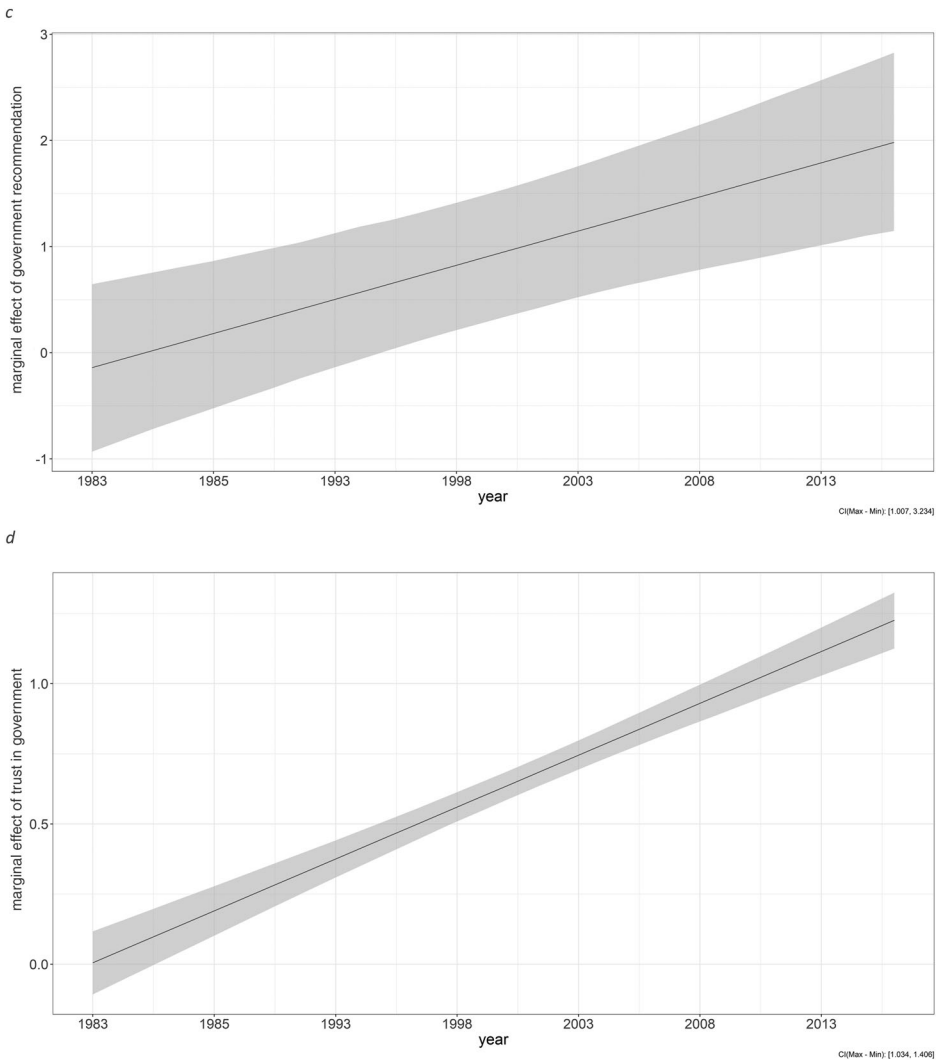 c
marginal effect of government recommendation
3
2
1
0
-1
1983 1985 1993 1998 2003 2008 2013
year
CI(Max - Min): [1.007, 3.234]
d
marginal effect of trust in government
1.0
0.5
0.0
1983 1985 1993 1998 2003 2008 2013
year
CI(Max - Min): [1.034, 1.406]